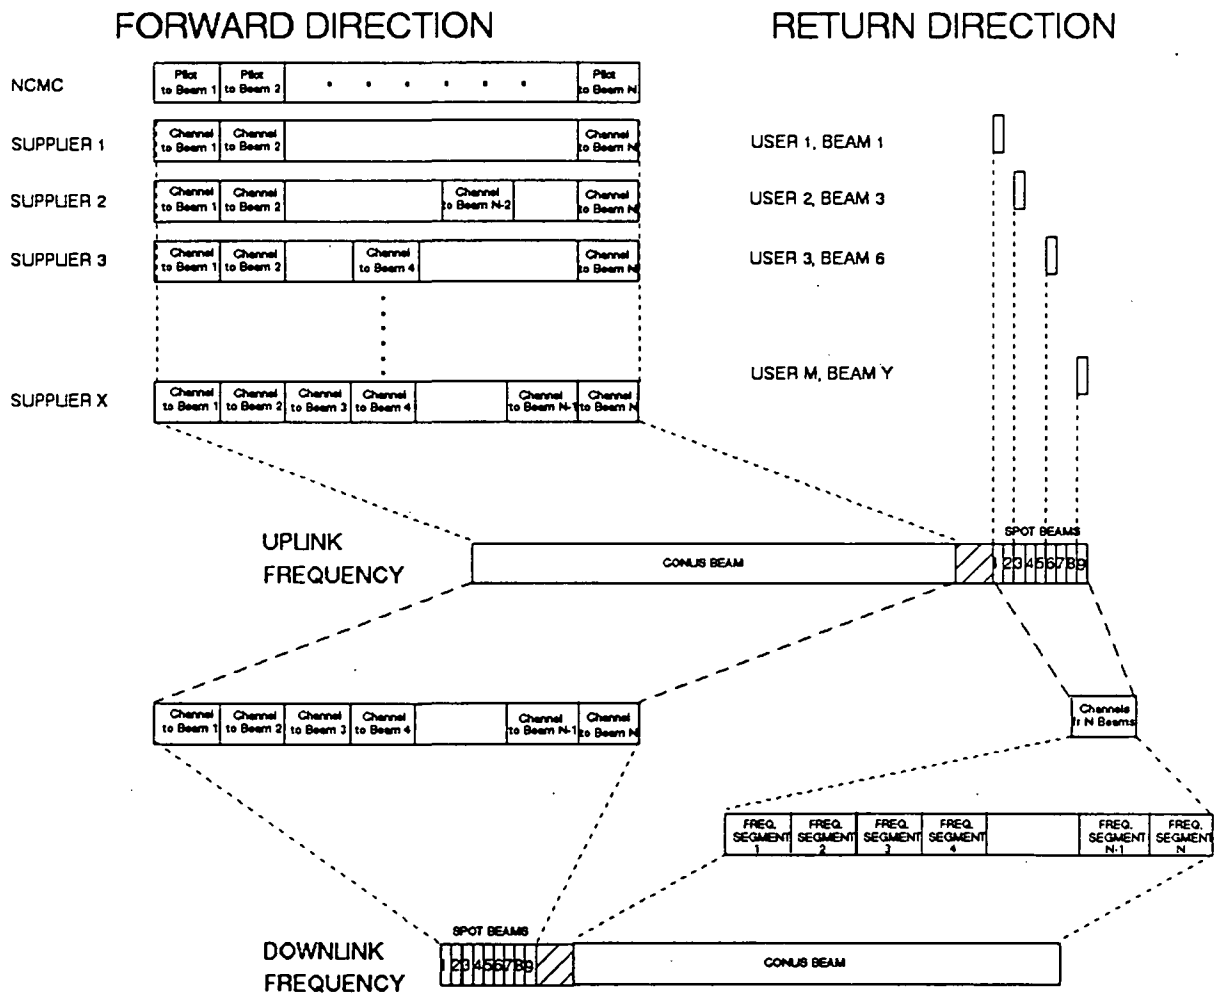 FORWARD DIRECTION
RETURN DIRECTION
NCMC
Pilot
to Beam 1
Pilot
to Beam 2
Pilot
to Beam N
SUPPLIER 1
Channel
to Beam 1
Channel
to Beam 2
Channel
to Beam N
SUPPLIER 2
Channel
to Beam 1
Channel
to Beam 2
Channel
to Beam N-2
Channel
to Beam N
SUPPLIER 3
Channel
to Beam 1
Channel
to Beam 2
Channel
to Beam 4
Channel
to Beam N
SUPPLIER X
Channel
to Beam 1
Channel
to Beam 2
Channel
to Beam 3
Channel
to Beam 4
Channel
to Beam N-1
Channel
to Beam N
USER 1, BEAM 1
USER 2, BEAM 3
USER 3, BEAM 6
USER M, BEAM Y
UPLINK
FREQUENCY
CONUS BEAM
SPOT BEAMS
1 2 3 4 5 6 7 8 9
Channel
to Beam 1
Channel
to Beam 2
Channel
to Beam 3
Channel
to Beam 4
Channel
to Beam N-1
Channel
to Beam N
Channels
fr N Beams
FREQ.
SEGMENT
1
FREQ.
SEGMENT
2
FREQ.
SEGMENT
3
FREQ.
SEGMENT
4
FREQ.
SEGMENT
N-1
FREQ.
SEGMENT
N
DOWNLINK
FREQUENCY
SPOT BEAMS
1 2 3 4 5 6 7 8 9
CONUS BEAM